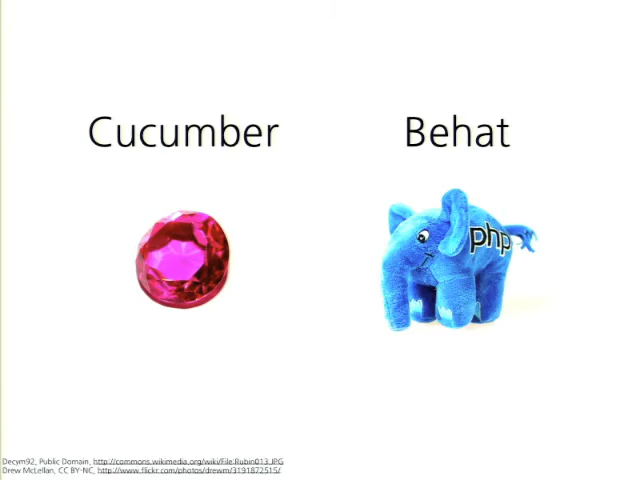 Cucumber
Behat
php
Decym92, Public Domain, http://commons.wikimedia.org/wiki/File:Rubin013.JPG
Drew McLellan, CC BY-NC, http://www.flickr.com/photos/drewm/3191872515/